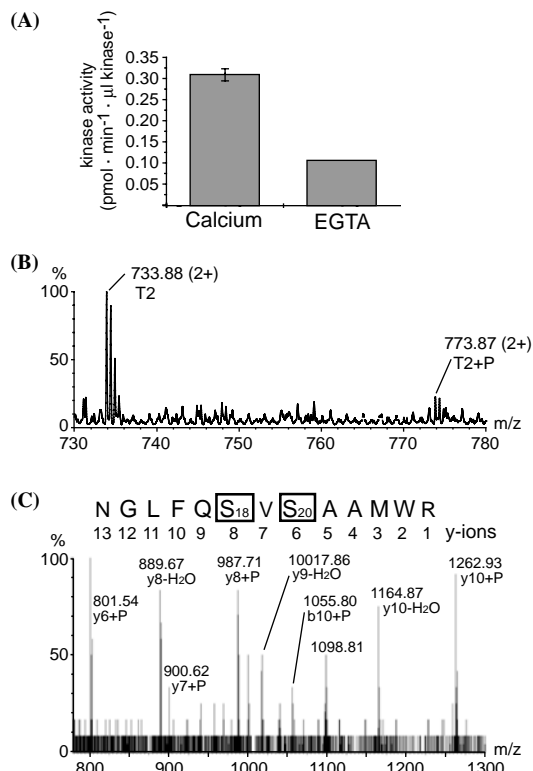 (A)
kinase activity
(pmol · min-1 · µl kinase-1)
0.35
0.30
0.25
0.20
0.15
0.10
0.05
Calcium EGTA
(B)
%
733.88 (2+)
T2
773.87 (2+)
T2+P
100
50
0
730 740 750 760 770 780 m/z
(C)
N G L F Q S18 V S20 A A M W R
13 12 11 10 9 8 7 6 5 4 3 2 1 y-ions
%
100
50
0
801.54
y6+P
889.67
y8-H2O
900.62
y7+P
987.71
y8+P
10017.86
y9-H2O
1055.80
b10+P
1098.81
1164.87
y10-H2O
1262.93
y10+P
800 900 1000 1100 1200 1300
m/z